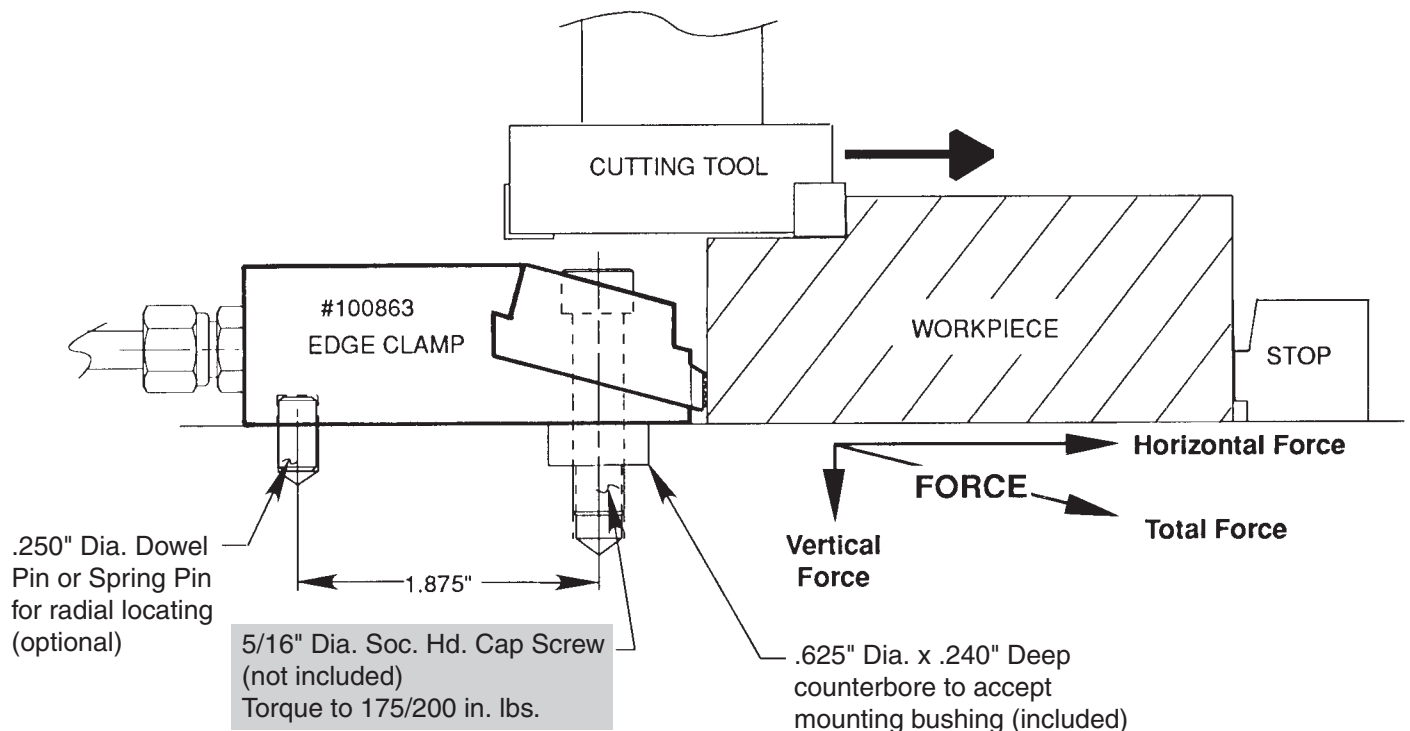 CUTTING TOOL
#100863
EDGE CLAMP
WORKPIECE
STOP
Horizontal Force
FORCE
Total Force
Vertical
Force
.250" Dia. Dowel
Pin or Spring Pin
for radial locating
(optional)
1.875"
5/16" Dia. Soc. Hd. Cap Screw
(not included)
Torque to 175/200 in. lbs.
.625" Dia. x .240" Deep
counterbore to accept
mounting bushing (included)